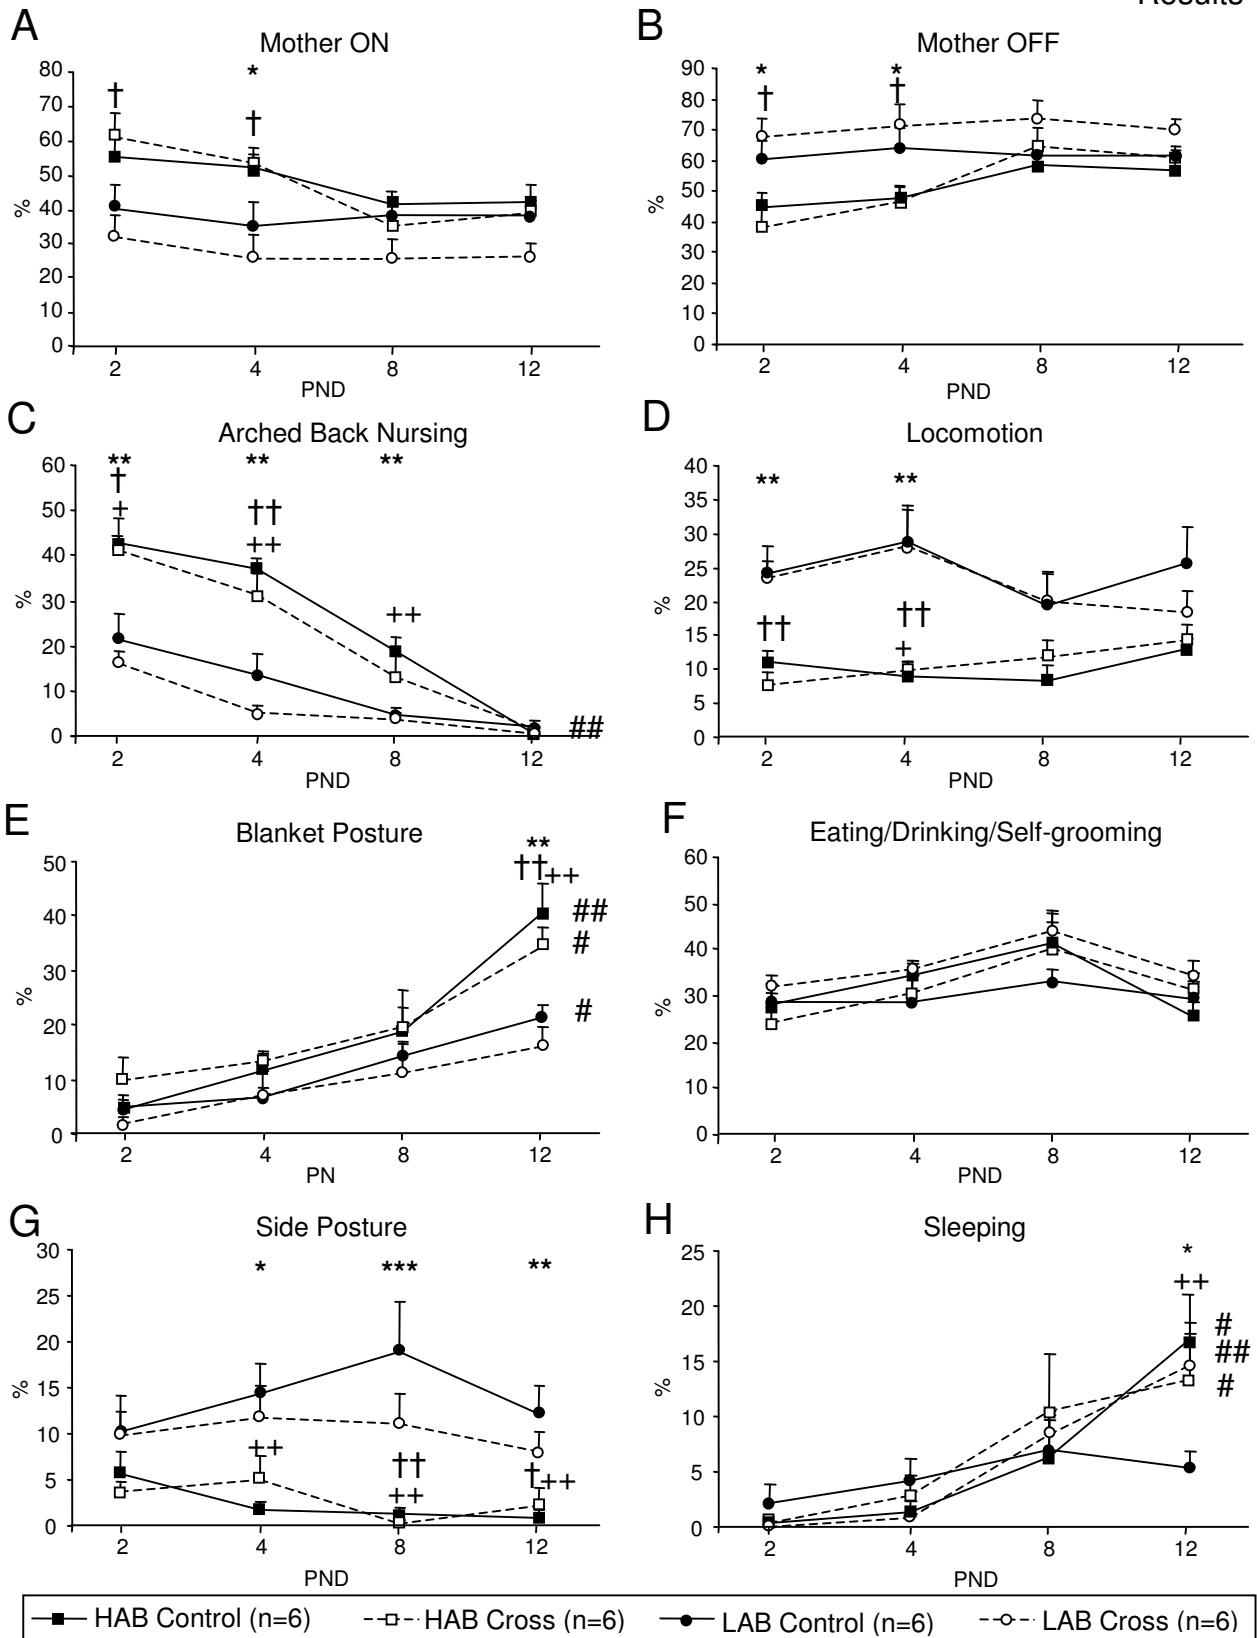 Results
A
Mother ON
80
70
60
50
40
30
20
10
0
%
*
†
†
2 4 8 12
PND
B
Mother OFF
90
80
70
60
50
40
30
20
10
0
%
* *
† †
2 4 8 12
PND
C
Arched Back Nursing
60
50
40
30
20
10
0
%
** ** **
† ††
+ ++ ++
##
2 4 8 12
PND
D
Locomotion
40
35
30
25
20
15
10
5
0
%
** **
†† ††
+
2 4 8 12
PND
E
Blanket Posture
50
40
30
20
10
0
%
**
††++
##
#
#
2 4 8 12
PN
F
Eating/Drinking/Self-grooming
60
50
40
30
20
10
0
%
2 4 8 12
PND
G
Side Posture
30
25
20
15
10
5
0
%
* *** **
++ †† †++
++
2 4 8 12
PND
H
Sleeping
25
20
15
10
5
0
%
*
++
#
##
#
2 4 8 12
PND
HAB Control (n=6) HAB Cross (n=6) LAB Control (n=6) LAB Cross (n=6)